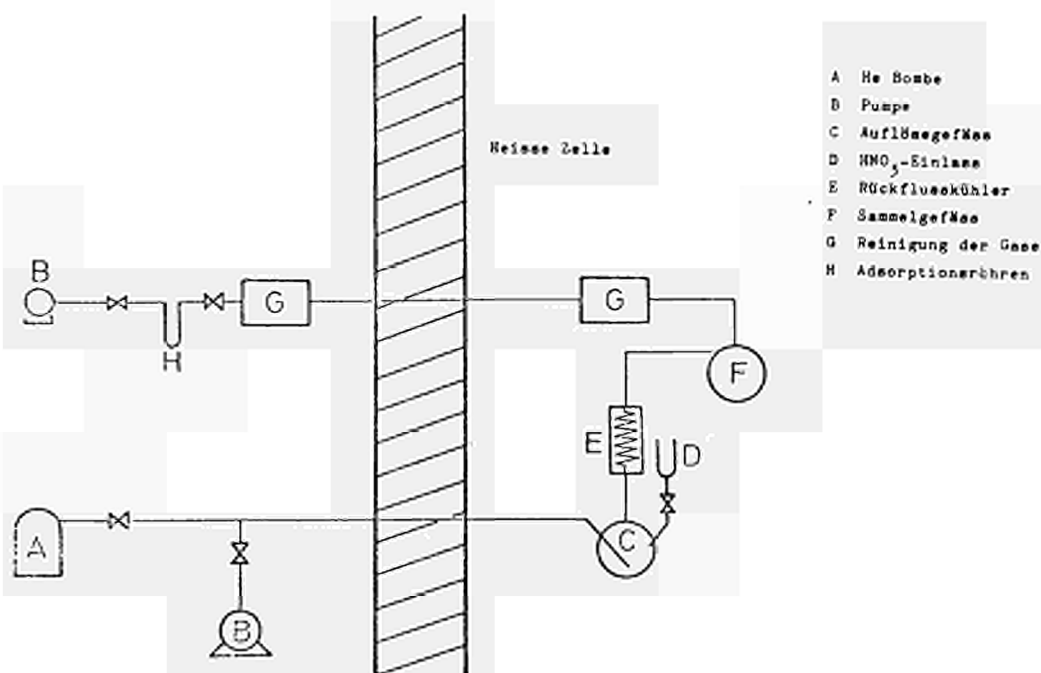 A He Bombe
B Pumpe
C Auflösegefäss
D HNO3-Einlass
E Rückflusskühler
F Sammelgefäss
G Reinigung der Gase
H Adsorptionsröhren
Heisse Zelle
B
G
G
H
F
E
D
A
C
B